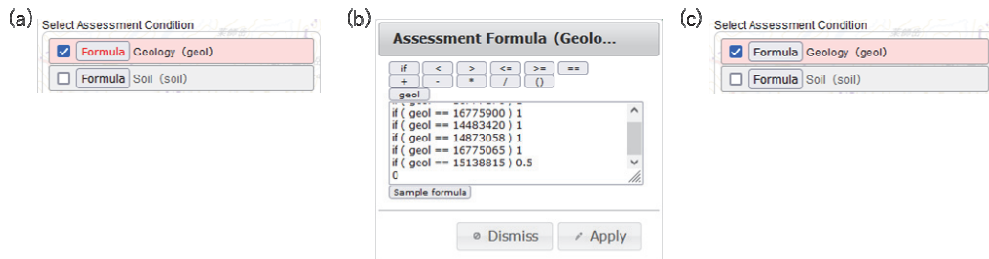 (a)
Select Assessment Condition
Formula Geology (geol)
Formula Soil (soil)
(b)
Assessment Formula (Geolo...
if < > <= >= ==
+ - * / ()
geol
if ( geol == 16775900 ) 1
if ( geol == 14483420 ) 1
if ( geol == 14873058 ) 1
if ( geol == 16775065 ) 1
if ( geol == 15138815 ) 0.5
0
Sample formula
Dismiss Apply
(c)
Select Assessment Condition
Formula Geology (geol)
Formula Soil (soil)